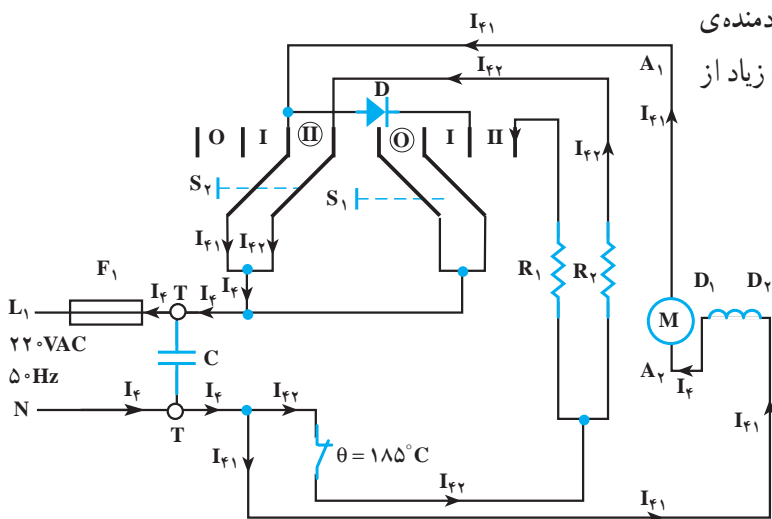 دمنده‌ی
زیاد از
I۴۱
A۱
I۴۲
D
I۴۱
O I II O I II
I۴۲
S۲
S۱
I۴۱ I۴۲
R۱ R۲
D۱ D۲
F۱
I۴ T I۴ I۴
L۱
M
۲۲۰VAC
C
A۲
I۴
۵۰Hz
I۴ I۴ I۴۲
N
T
I۴۱
θ = ۱۸۵°C
I۴۱
I۴۲
I۴۱